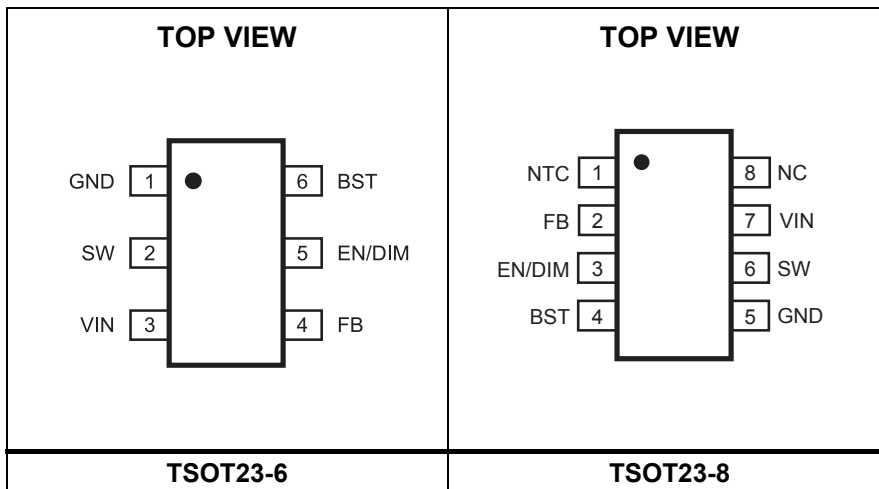 TOP VIEW
GND 1 6 BST
SW 2 5 EN/DIM
VIN 3 4 FB
TSOT23-6
TOP VIEW
NTC 1 8 NC
FB 2 7 VIN
EN/DIM 3 6 SW
BST 4 5 GND
TSOT23-8